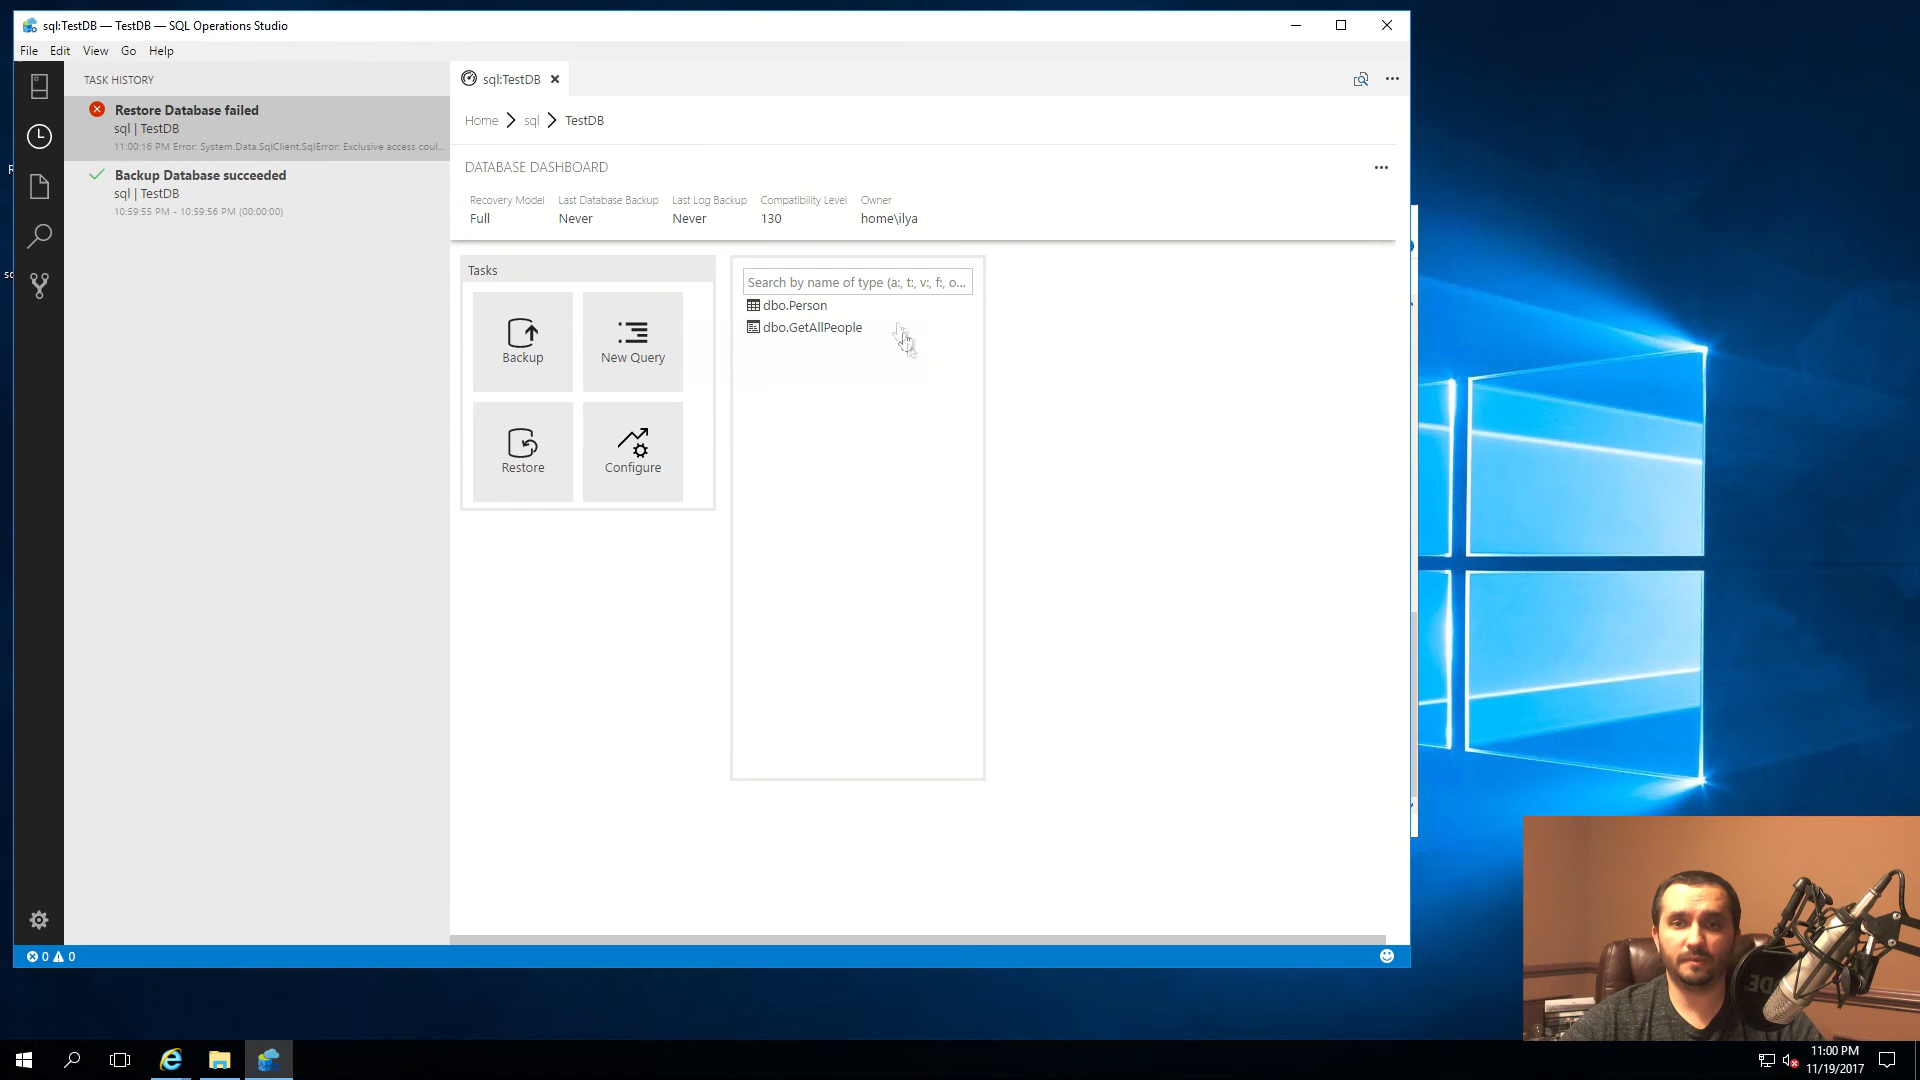 sql:TestDB — TestDB — SQL Operations Studio
File Edit View Go Help
TASK HISTORY
Restore Database failed
sql | TestDB
11:00:16 PM Error: System.Data.SqlClient.SqlError: Exclusive access coul...
Backup Database succeeded
sql | TestDB
10:59:55 PM - 10:59:56 PM (00:00:00)
sql:TestDB
Home sql TestDB
DATABASE DASHBOARD
Recovery Model Last Database Backup Last Log Backup Compatibility Level Owner
Full Never Never 130 home\ilya
Tasks
Backup
New Query
Restore
Configure
Search by name of type (a:, t:, v:, f:, o...
dbo.Person
dbo.GetAllPeople
0 0
11:00 PM
11/19/2017